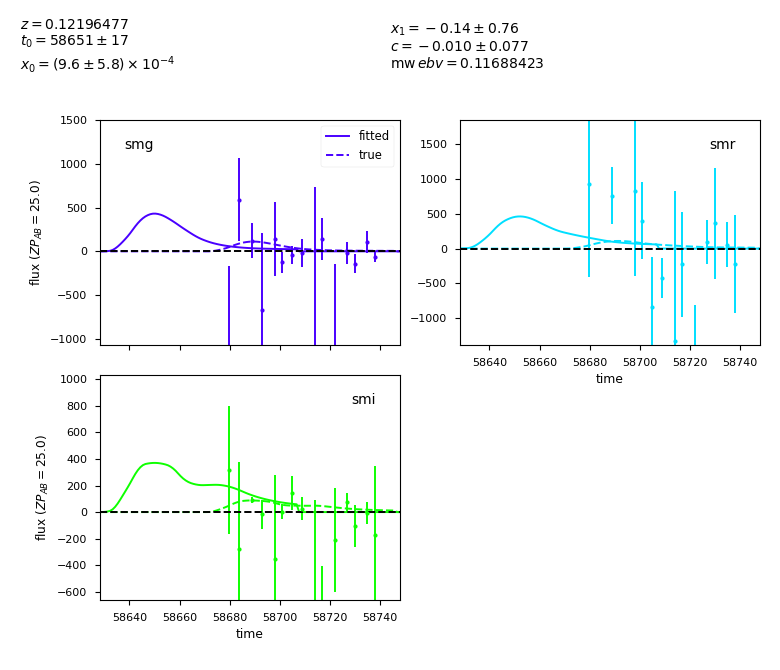 z = 0.12196477
t₀ = 58651 ± 17
x₀ = (9.6 ± 5.8) × 10⁻⁴
x₁ = −0.14 ± 0.76
c = −0.010 ± 0.077
mw ebv = 0.11688423
smg
fitted
true
1500
1000
500
0
−500
−1000
flux (ZP_AB = 25.0)
smr
1500
1000
500
0
−500
−1000
58640 58660 58680 58700 58720 58740
time
smi
1000
800
600
400
200
0
−200
−400
−600
flux (ZP_AB = 25.0)
58640 58660 58680 58700 58720 58740
time